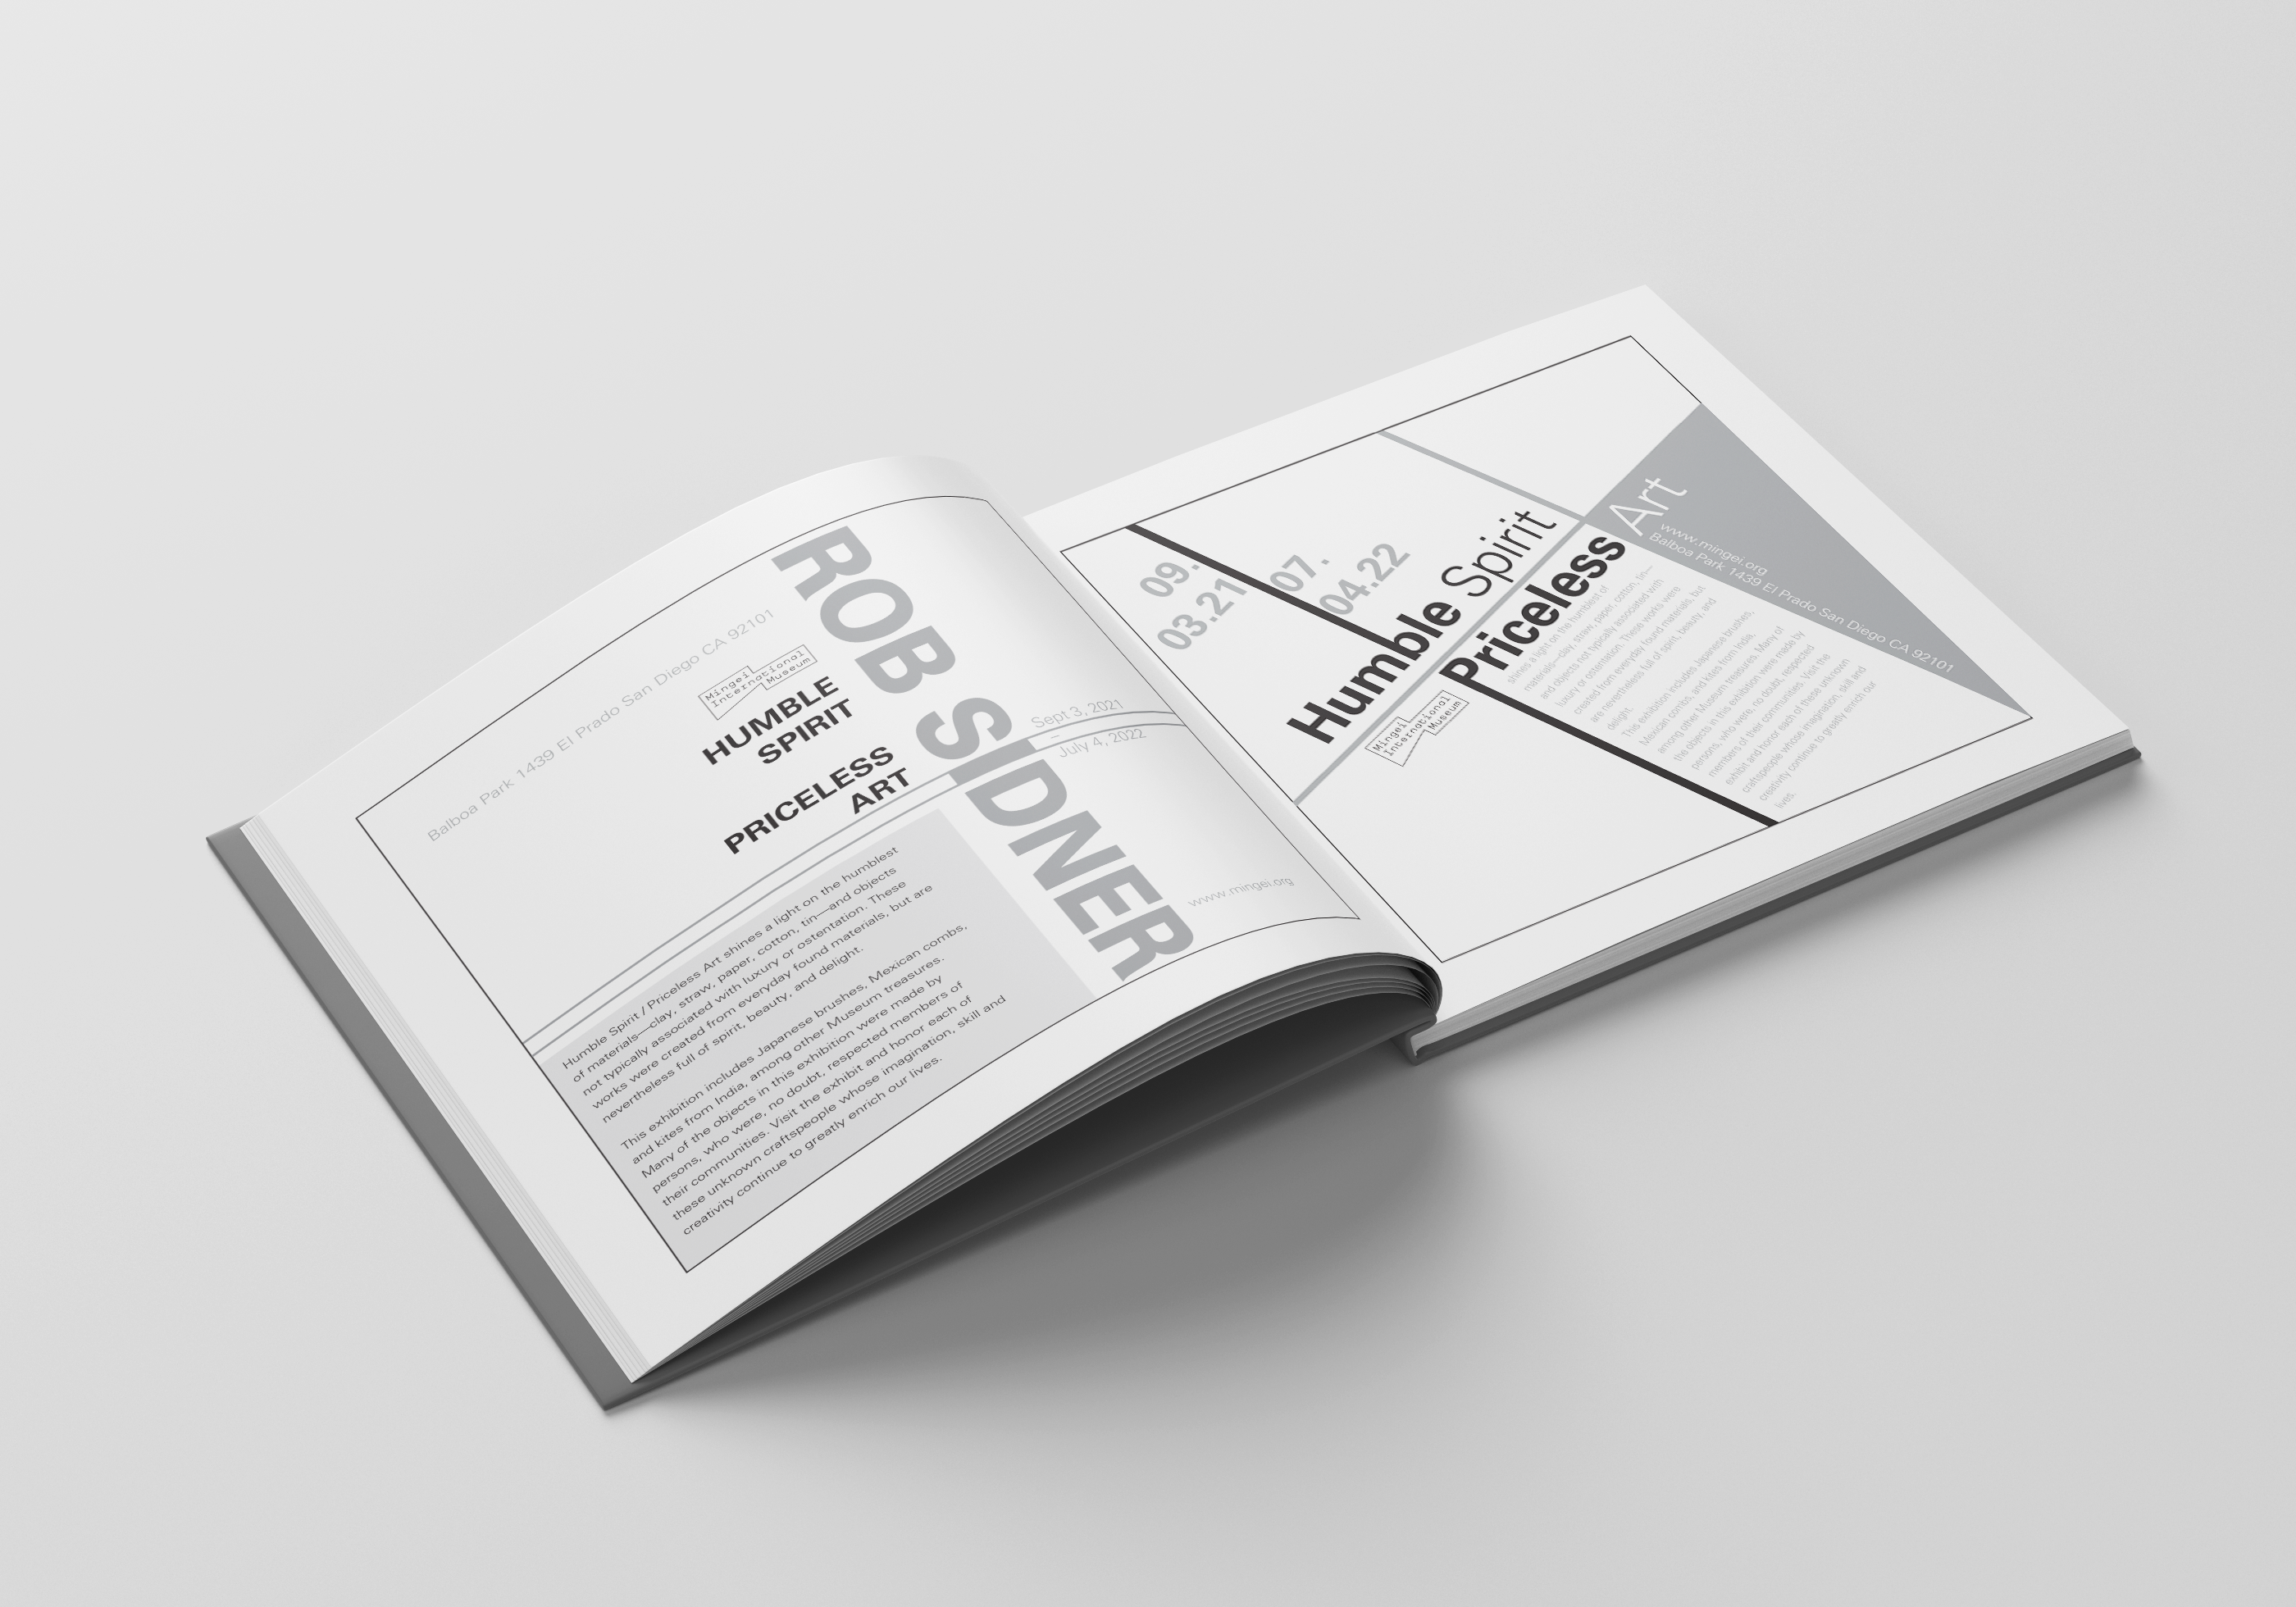 Balboa Park 1439 El Prado San Diego CA 92101
Mingei
International
Museum
HUMBLE
SPIRIT
PRICELESS
ART
ROB SIDNER
Sept 3, 2021
–
July 4, 2022
www.mingei.org
Humble Spirit / Priceless Art shines a light on the humblest
of materials—clay, straw, paper, cotton, tin—and objects
not typically associated with luxury or ostentation. These
works were created from everyday found materials, but are
nevertheless full of spirit, beauty, and delight.
This exhibition includes Japanese brushes, Mexican combs,
and kites from India, among other Museum treasures.
Many of the objects in this exhibition were made by
persons, who were, no doubt, respected members of
their communities. Visit the exhibit and honor each of
these unknown craftspeople whose imagination, skill and
creativity continue to greatly enrich our lives.
09.
03.21
07.
04.22
Humble Spirit
Priceless Art
Mingei
International
Museum
www.mingei.org
Balboa Park 1439 El Prado San Diego CA 92101
shines a light on the humblest of
materials—clay, straw, paper, cotton, tin—
and objects not typically associated with
luxury or ostentation. These works were
created from everyday found materials, but
are nevertheless full of spirit, beauty, and
delight.
This exhibition includes Japanese brushes,
Mexican combs, and kites from India,
among other Museum treasures. Many of
the objects in this exhibition were made by
persons, who were, no doubt, respected
members of their communities. Visit the
exhibit and honor each of these unknown
craftspeople whose imagination, skill and
creativity continue to greatly enrich our
lives.